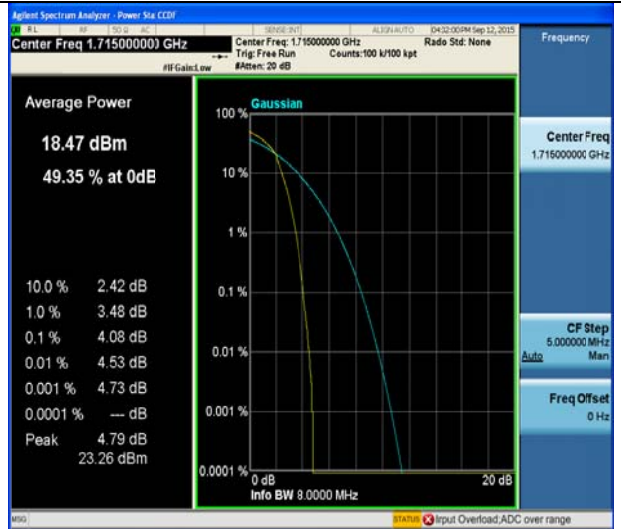 Agilent Spectrum Analyzer - Power Stat CCDF
RL RF 50 Ω AC SENSE:INT ALIGN AUTO 04:32:00 PM Sep 12, 2015
Center Freq 1.715000000 GHz
Center Freq: 1.715000000 GHz Radio Std: None
Trig: Free Run Counts:100 k/100 kpt
#IFGain:Low #Atten: 20 dB
Frequency
Average Power
18.47 dBm
49.35 % at 0dB
10.0 % 2.42 dB
1.0 % 3.48 dB
0.1 % 4.08 dB
0.01 % 4.53 dB
0.001 % 4.73 dB
0.0001 % --- dB
Peak 4.79 dB
23.26 dBm
Gaussian
100 %
10 %
1 %
0.1 %
0.01 %
0.001 %
0.0001 %
0 dB 20 dB
Info BW 8.0000 MHz
Center Freq
1.715000000 GHz
CF Step
5.000000 MHz
Auto Man
Freq Offset
0 Hz
MSG STATUS Input Overload;ADC over range